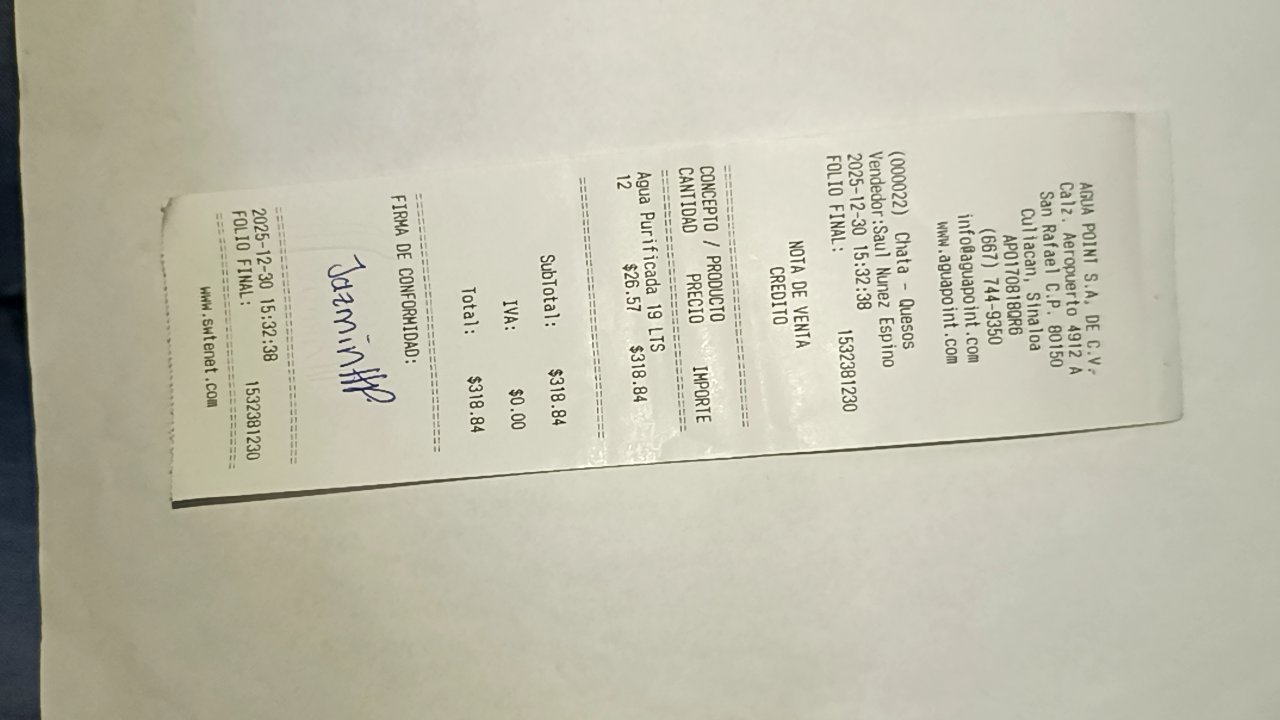 AGUA POINT S.A. DE C.V.
Calz. Aeropuerto 4912 A
San Rafael C.P. 80150
Culiacan, Sinaloa
APO170818QR6
(667) 744-9350
info@aguapoint.com
www.aguapoint.com
(000022) Chata - Quesos
Vendedor:Saul Nunez Espino
2025-12-30 15:32:38
FOLIO FINAL: 1532381230
NOTA DE VENTA
CREDITO
CONCEPTO / PRODUCTO
CANTIDAD PRECIO IMPORTE
Agua Purificada 19 LTS
12 $26.57 $318.84
SubTotal: $318.84
IVA: $0.00
Total: $318.84
FIRMA DE CONFORMIDAD:
Jazmin HP
2025-12-30 15:32:38
FOLIO FINAL: 1532381230
www.swtenet.com